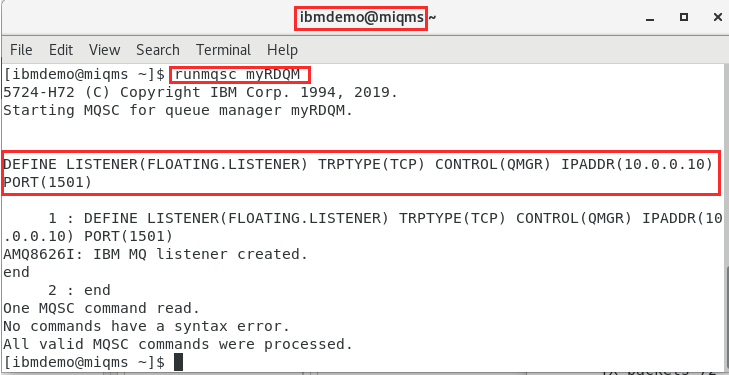 ibmdemo@miqms:~
File Edit View Search Terminal Help
[ibmdemo@miqms ~]$ runmqsc myRDQM
5724-H72 (C) Copyright IBM Corp. 1994, 2019.
Starting MQSC for queue manager myRDQM.
DEFINE LISTENER(FLOATING.LISTENER) TRPTYPE(TCP) CONTROL(QMGR) IPADDR(10.0.0.10)
PORT(1501)
1 : DEFINE LISTENER(FLOATING.LISTENER) TRPTYPE(TCP) CONTROL(QMGR) IPADDR(10
.0.0.10) PORT(1501)
AMQ8626I: IBM MQ listener created.
end
2 : end
One MQSC command read.
No commands have a syntax error.
All valid MQSC commands were processed.
[ibmdemo@miqms ~]$